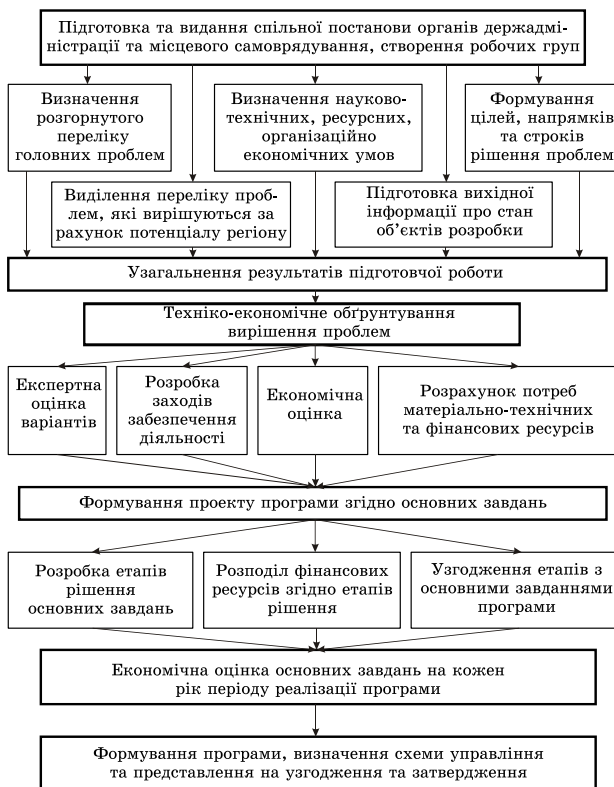 Підготовка та видання спільної постанови органів держадмі-
ністрації та місцевого самоврядування, створення робочих груп
Визначення
розгорнутого
переліку
головних проблем
Визначення науково-
технічних, ресурсних,
організаційно
економічних умов
Формування
цілей, напрямків
та строків
рішення проблем
Виділення переліку проб-
лем, які вирішуються за
рахунок потенціалу регіону
Підготовка вихідної
інформації про стан
об’єктів розробки
Узагальнення результатів підготовчої роботи
Техніко-економічне обґрунтування
вирішення проблем
Експертна
оцінка
варіантів
Розробка
заходів
забезпечення
діяльності
Економічна
оцінка
Розрахунок потреб
матеріально-технічних
та фінансових ресурсів
Формування проекту програми згідно основних завдань
Розробка етапів
рішення
основних завдань
Розподіл фінансових
ресурсів згідно етапів
рішення
Узгодження етапів з
основними завданнями
програми
Економічна оцінка основних завдань на кожен
рік періоду реалізації програми
Формування програми, визначення схеми управління
та представлення на узгодження та затвердження